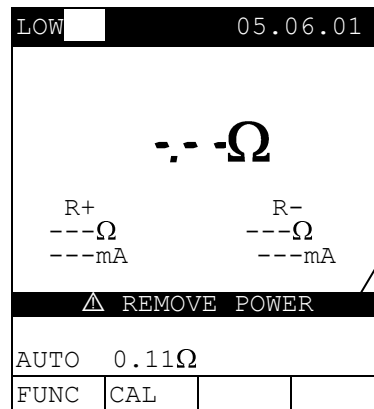 LOW 05.06.01
-.--Ω
R+ R-
---Ω ---Ω
---mA ---mA
⚠ REMOVE POWER
AUTO 0.11Ω
FUNC CAL